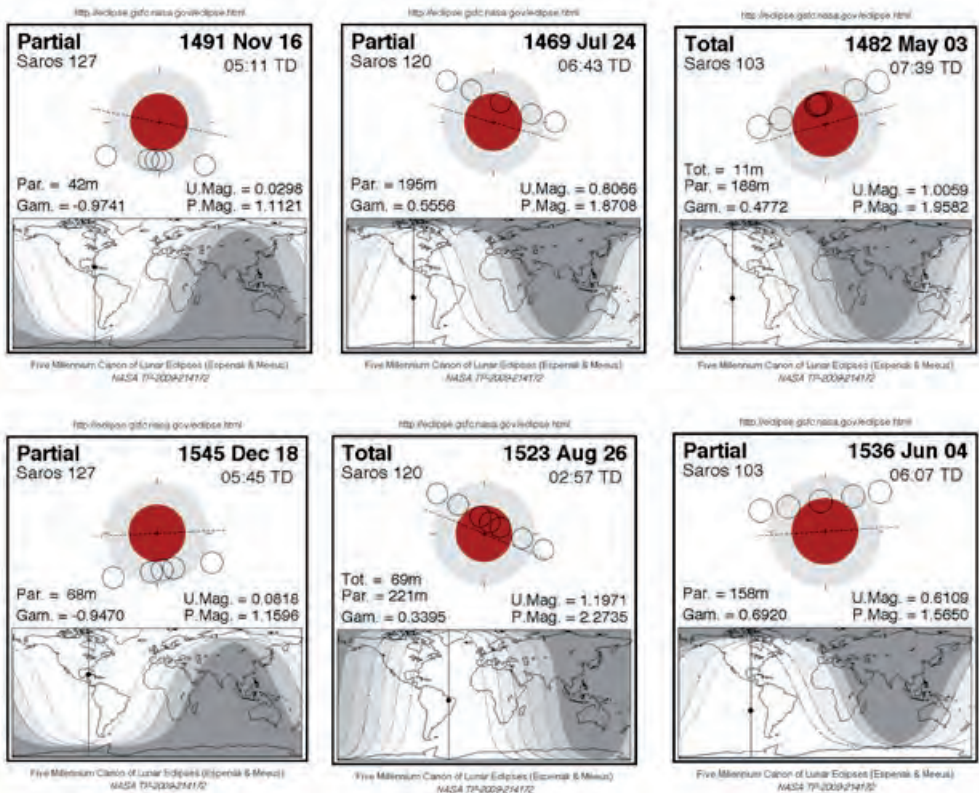 http://eclipse.gsfc.nasa.gov/eclipse.html
Partial 1491 Nov 16
Saros 127 05:11 TD
Par. = 42m U.Mag. = 0.0298
Gam. = -0.9741 P.Mag. = 1.1121
Five Millennium Canon of Lunar Eclipses (Espenak & Meeus)
NASA TP-2009-214172
http://eclipse.gsfc.nasa.gov/eclipse.html
Partial 1469 Jul 24
Saros 120 06:43 TD
Par. = 195m U.Mag. = 0.8066
Gam. = 0.5556 P.Mag. = 1.8708
Five Millennium Canon of Lunar Eclipses (Espenak & Meeus)
NASA TP-2009-214172
http://eclipse.gsfc.nasa.gov/eclipse.html
Total 1482 May 03
Saros 103 07:39 TD
Tot. = 11m
Par. = 188m U.Mag. = 1.0059
Gam. = 0.4772 P.Mag. = 1.9582
Five Millennium Canon of Lunar Eclipses (Espenak & Meeus)
NASA TP-2009-214172
http://eclipse.gsfc.nasa.gov/eclipse.html
Partial 1545 Dec 18
Saros 127 05:45 TD
Par. = 68m U.Mag. = 0.0818
Gam. = -0.9470 P.Mag. = 1.1596
Five Millennium Canon of Lunar Eclipses (Espenak & Meeus)
NASA TP-2009-214172
http://eclipse.gsfc.nasa.gov/eclipse.html
Total 1523 Aug 26
Saros 120 02:57 TD
Tot. = 69m
Par. = 221m U.Mag. = 1.1971
Gam. = 0.3395 P.Mag. = 2.2735
Five Millennium Canon of Lunar Eclipses (Espenak & Meeus)
NASA TP-2009-214172
http://eclipse.gsfc.nasa.gov/eclipse.html
Partial 1536 Jun 04
Saros 103 06:07 TD
Par. = 158m U.Mag. = 0.6109
Gam. = 0.6920 P.Mag. = 1.5650
Five Millennium Canon of Lunar Eclipses (Espenak & Meeus)
NASA TP-2009-214172